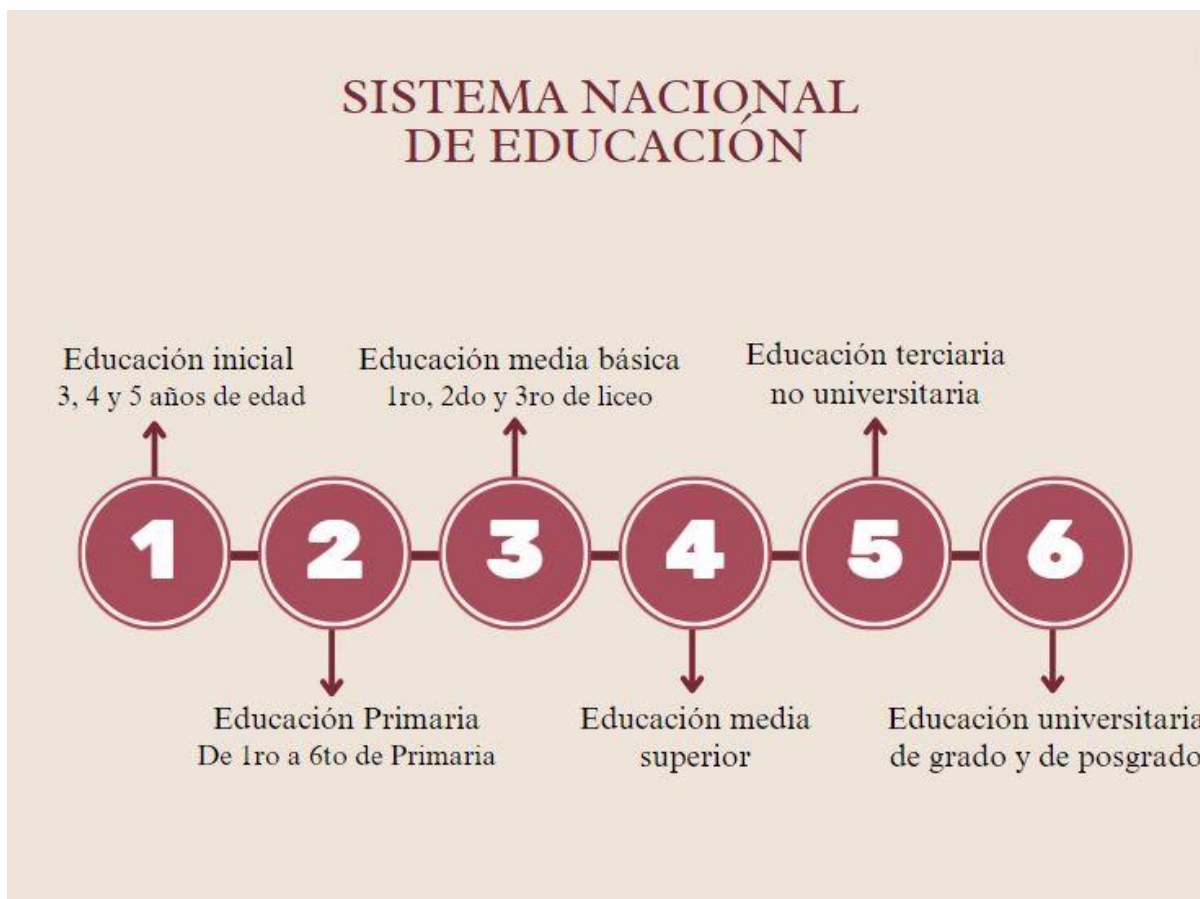 SISTEMA NACIONAL
DE EDUCACIÓN
Educación inicial
3, 4 y 5 años de edad
Educación media básica
1ro, 2do y 3ro de liceo
Educación terciaria
no universitaria
1
2
3
4
5
6
Educación Primaria
De 1ro a 6to de Primaria
Educación media
superior
Educación universitaria
de grado y de posgrado